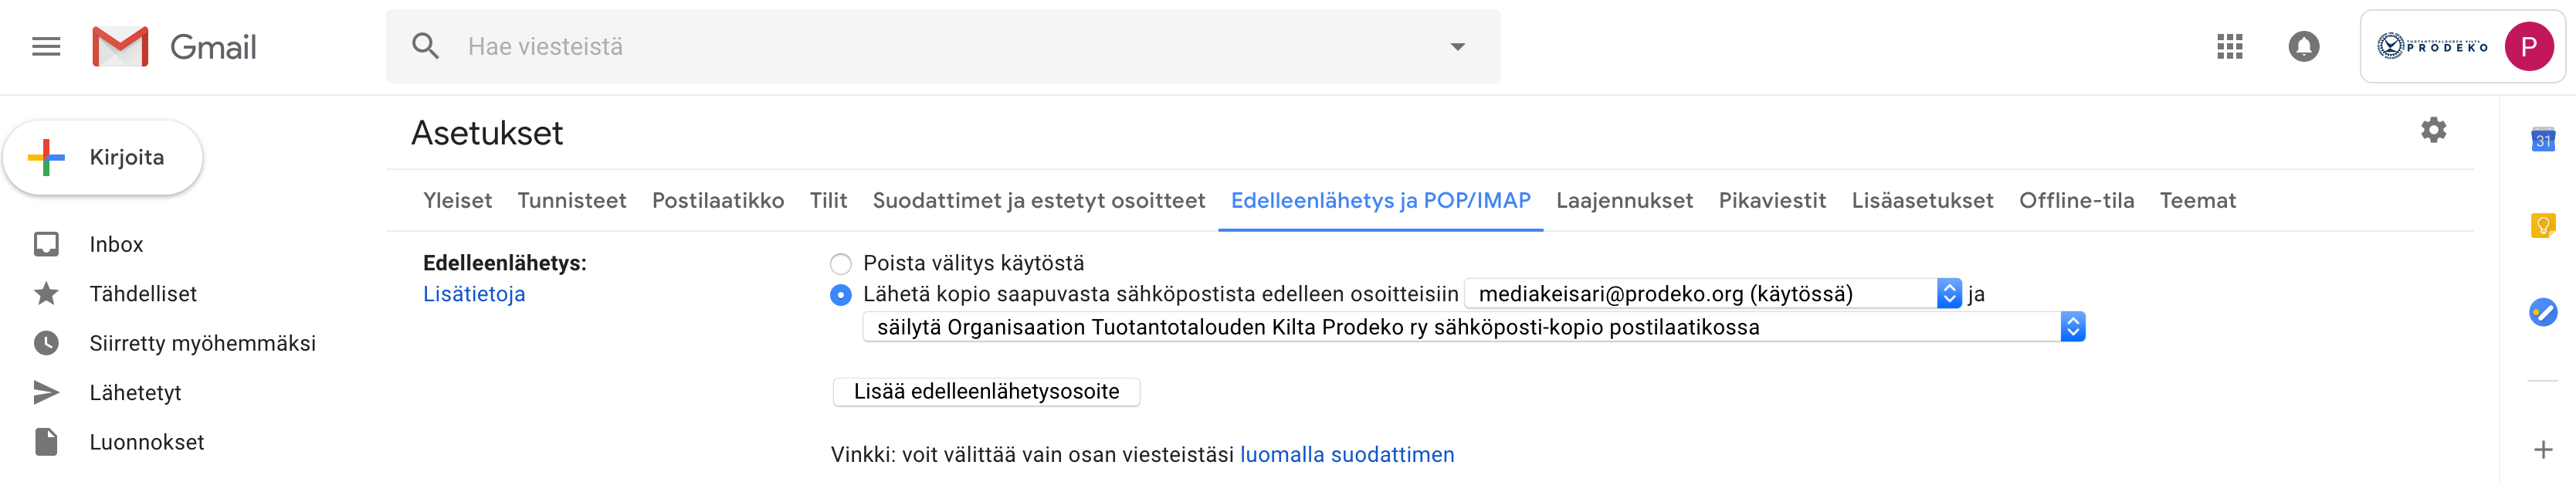 Gmail
Hae viesteistä
TUOTANTOTALOUDEN KILTA
PRODEKO
P
Kirjoita
Asetukset
31
Yleiset Tunnisteet Postilaatikko Tilit Suodattimet ja estetyt osoitteet Edelleenlähetys ja POP/IMAP Laajennukset Pikaviestit Lisäasetukset Offline-tila Teemat
Inbox
Tähdelliset
Siirretty myöhemmäksi
Lähetetyt
Luonnokset
Edelleenlähetys:
Lisätietoja
Poista välitys käytöstä
Lähetä kopio saapuvasta sähköpostista edelleen osoitteisiin mediakeisari@prodeko.org (käytössä) ja
säilytä Organisaation Tuotantotalouden Kilta Prodeko ry sähköposti-kopio postilaatikossa
Lisää edelleenlähetysosoite
Vinkki: voit välittää vain osan viesteistäsi luomalla suodattimen